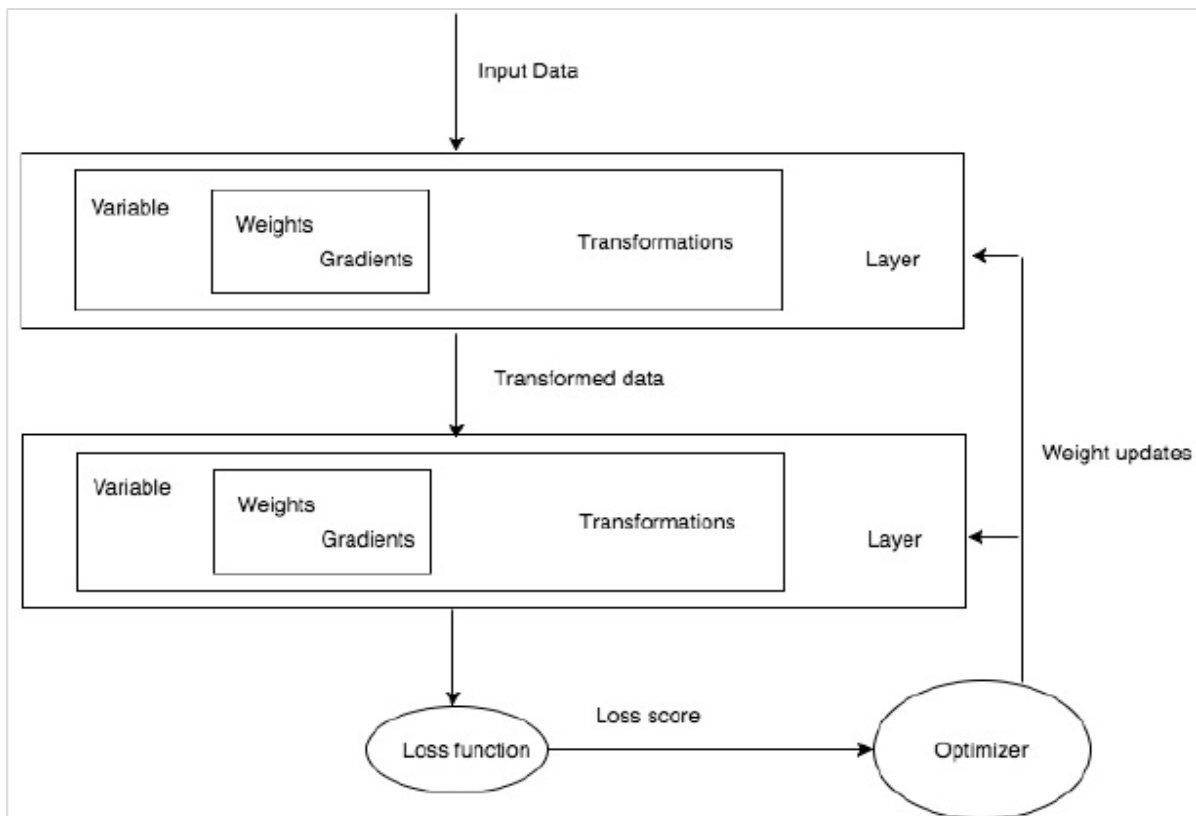 Input Data
Variable
Weights
Gradients
Transformations
Layer
Transformed data
Weight updates
Variable
Weights
Gradients
Transformations
Layer
Loss score
Loss function
Optimizer